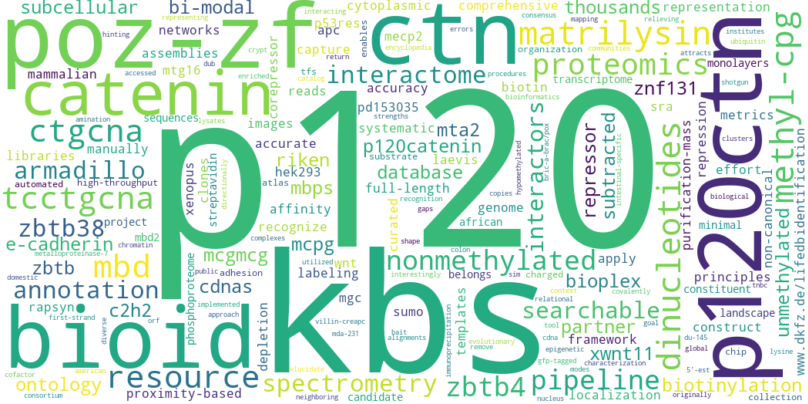 subcellular
bi-modal
cytoplasmic
comprehensive
thousands
representation
representing
interacting
consensus
mapping
relieving
poz-zf
ctn
networks
p53res
apc
mecp2
matrilysin
hinting
crypt
enables
errors
organization
communities
ubiquitin
institutes
assemblies
mtg16
corepressor
capture
return
encyclopedia
mammalian
dub
enriched
tfs
interactome
proteomics
monolayers
attracts
shotgun
catenin
accessed
catalog
procedures
transcriptome
reads
accuracy
biotin
bioinformatics
znf131
sequences
lysates
images
pd153035
strengths
sra
metrics
ctgcna
amination
accurate
systematic
mta2
manually
p120
p120catenin
interactors
repressor
subtracted
intestinal-specific
repression
clusters
libraries
riken
substrate
laevis
copies
hypomethylated
bric-a-brac/pox
effort
armadillo
xenopus
clones
streptavidin
directionally
hek293
database
automated
high-throughput
mbps
full-length
recognition
dinucleotides
purification-mass
p120ctn
biological
non-canonical
unmethylated
methyl-cpg
tcctgcna
atlas
affinity
curated
gaps
genome
minimal
zbtb38
project
recognize
complexes
shape
african
mbd2
chromatin
e-cadherin
mcgmcg
mcpg
wnt
colon
nonmethylated
apply
principles
metalloproteinase-7
public
adhesion
utilized
interestingly
sim
charged
constituent
zbtb
mbd
phosphoproteome
cdnas
labeling
belongs
bioplex
landscape
domestic
implemented
annotation
mgc
sumo
templates
relational
searchable
construct
rapsyn
c2h2
approach
depletion
kbs
box
covalently
partner
tnbc
first-strand
orf
villin-creapc
bait
alignments
immunoprecipitation
evolutionary
remove
tool
cdna
goal
framework
chip
lysine
bioid
diverse
mda-231
gfp-tagged
epigenetic
xwnt11
du-145
global
cofactor
american
resource
elucidate
modes
characterization
5'-est
ontology
spectrometry
zbtb4
pipeline
biotinylation
consortium
proximity-based
neighboring
candidate
nucleus
localization
originally
collection
www.dkfz.de/lifedbidentification